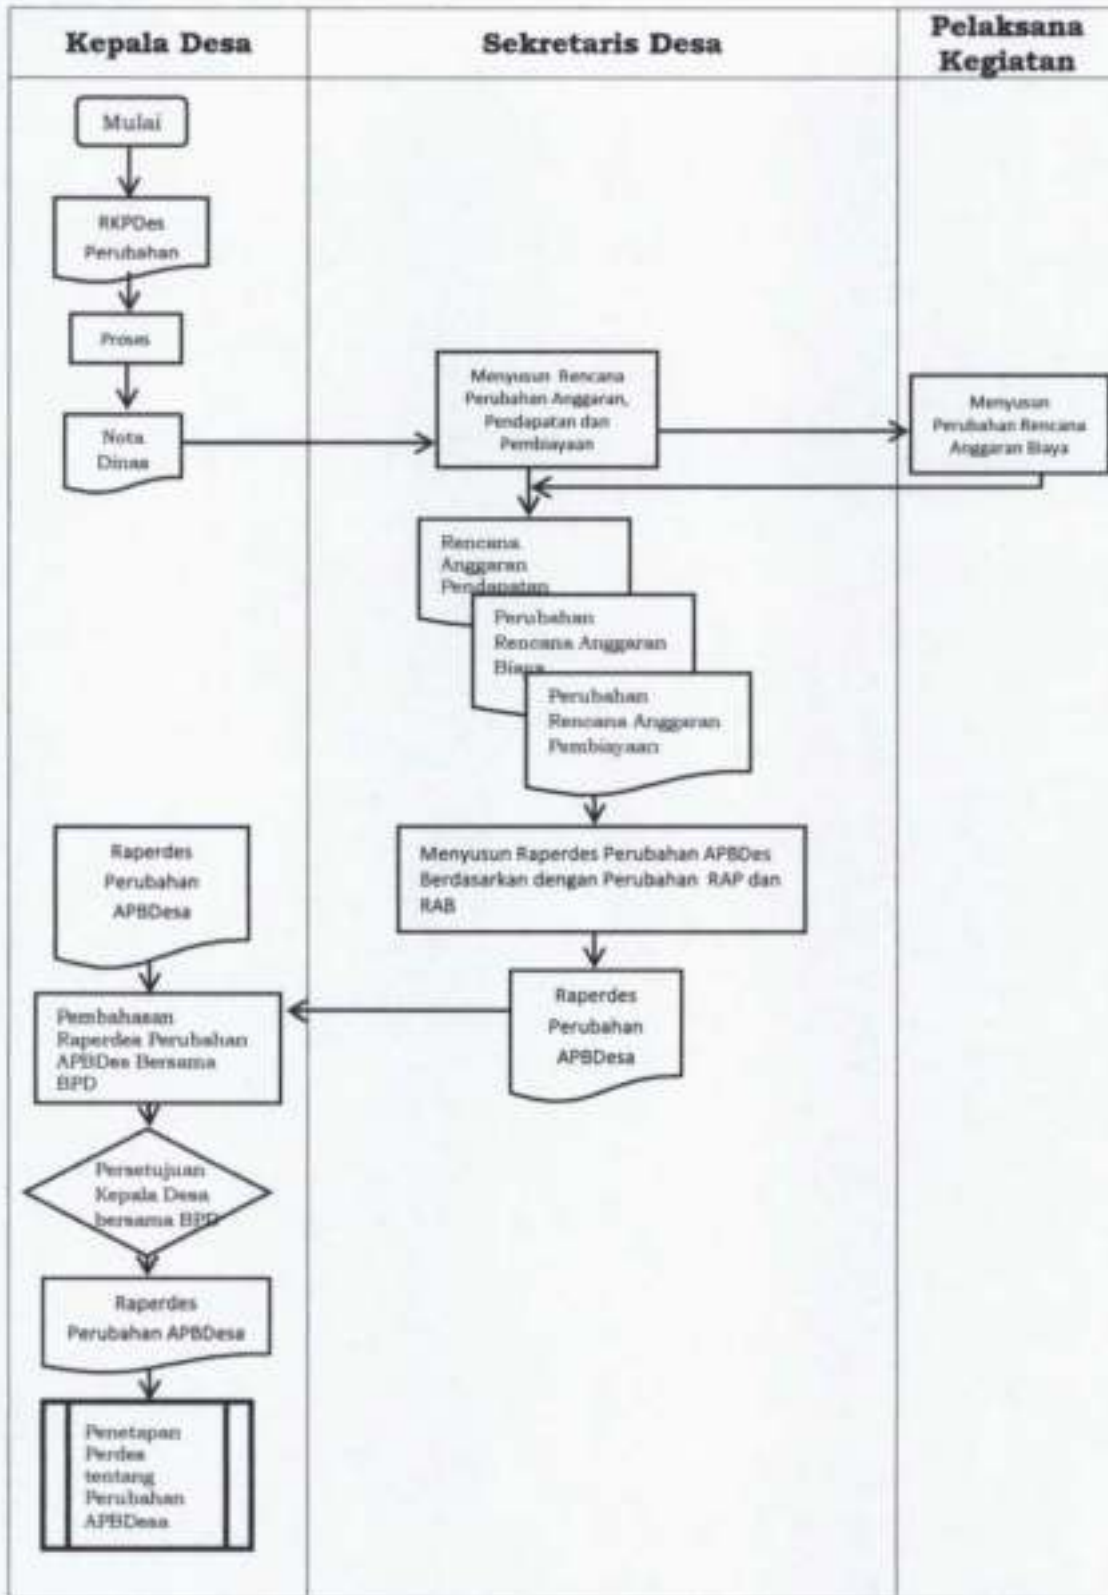 Kepala Desa
Sekretaris Desa
Pelaksana
Kegiatan
Mulai
RKPDes
Perubahan
Proses
Nota
Dinas
Menyusun Rencana
Perubahan Anggaran,
Pendapatan dan
Pembiayaan
Menyusun
Perubahan Rencana
Anggaran Biaya
Rencana
Anggaran
Pendapatan
Perubahan
Rencana Anggaran
Biaya
Perubahan
Rencana Anggaran
Pembiayaan
Menyusun Raperdes Perubahan APBDes
Berdasarkan dengan Perubahan RAP dan
RAB
Raperdes
Perubahan
APBDesa
Raperdes
Perubahan
APBDesa
Pembahasan
Raperdes Perubahan
APBDes Bersama
BPD
Persetujuan
Kepala Desa
bersama BPD
Raperdes
Perubahan APBDesa
Penetapan
Perdes
tentang
Perubahan
APBDesa